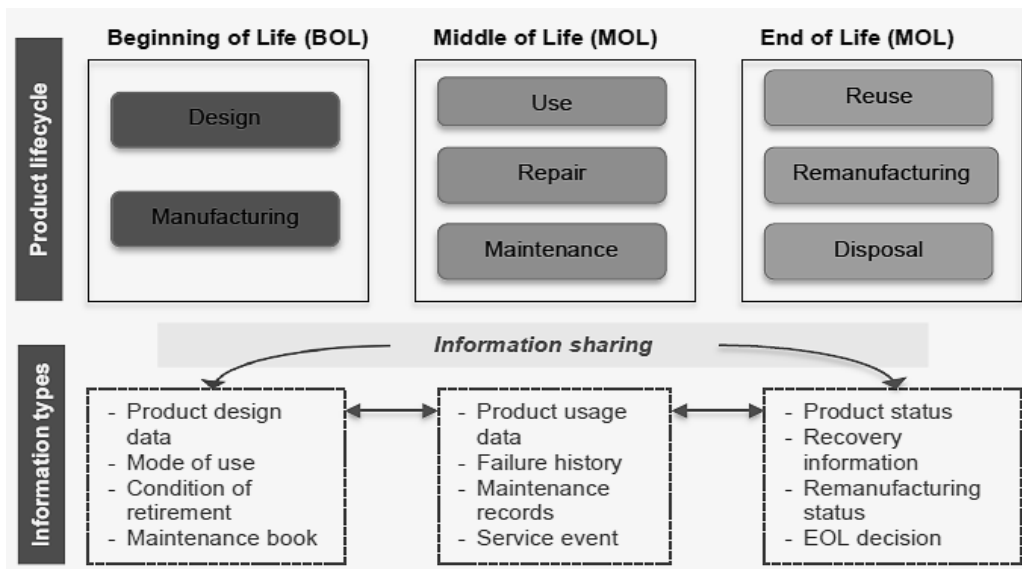 Beginning of Life (BOL)
Middle of Life (MOL)
End of Life (MOL)
Product lifecycle
Design
Manufacturing
Use
Repair
Maintenance
Reuse
Remanufacturing
Disposal
Information sharing
Information types
- Product design
data
- Mode of use
- Condition of
retirement
- Maintenance book
- Product usage
data
- Failure history
- Maintenance
records
- Service event
- Product status
- Recovery
information
- Remanufacturing
status
- EOL decision